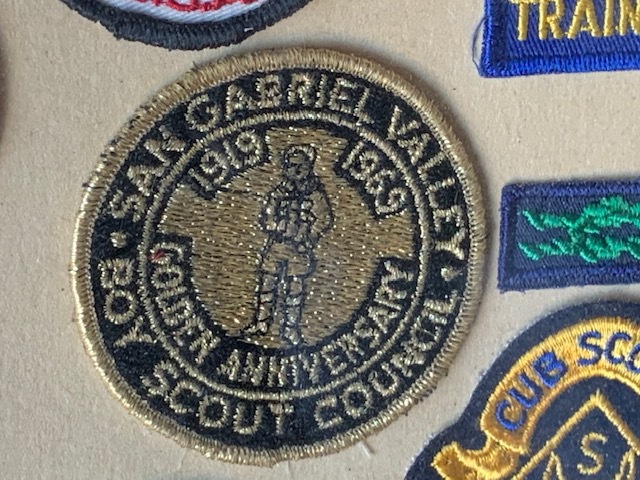 TRAIN
SAN GABRIEL VALLEY
1919 1969
GOLDEN ANNIVERSARY
BOY SCOUT COUNCIL
CUB SCO
S